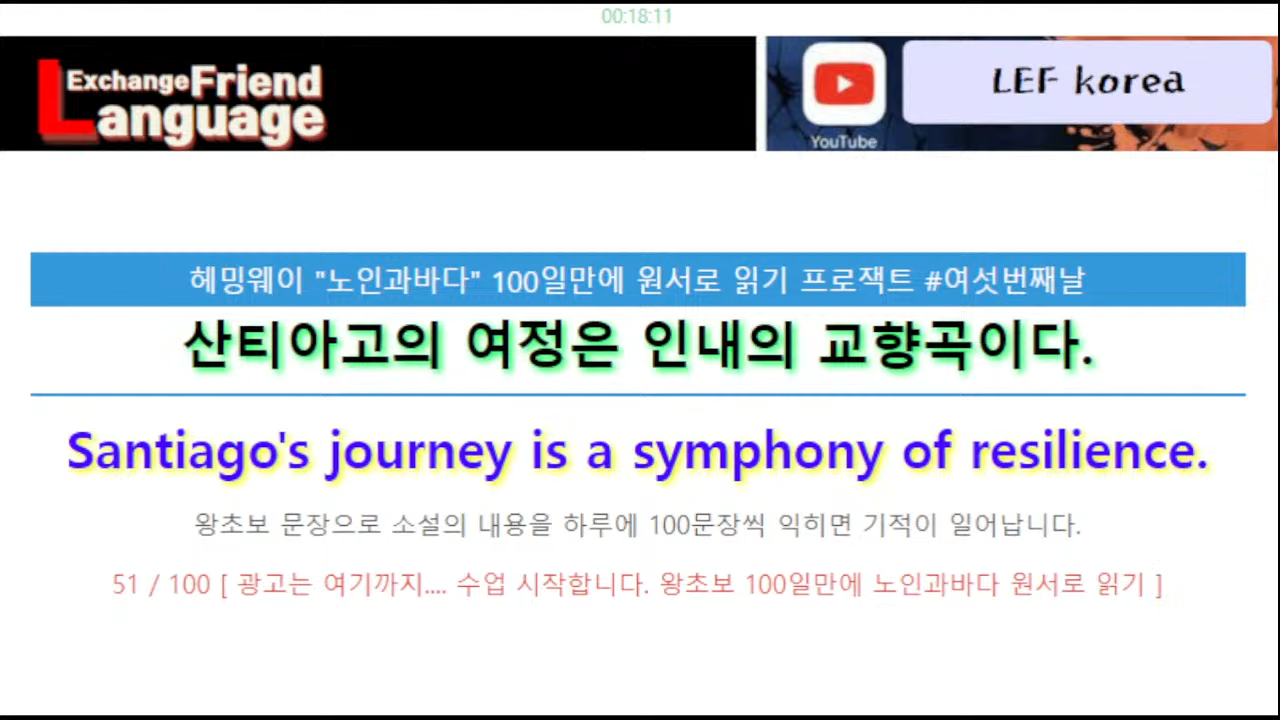 00:18:11
ExchangeFriend
Language
LEF korea
YouTube
헤밍웨이 "노인과바다" 100일만에 원서로 읽기 프로잭트 #여섯번째날
산티아고의 여정은 인내의 교향곡이다.
Santiago's journey is a symphony of resilience.
왕초보 문장으로 소설의 내용을 하루에 100문장씩 익히면 기적이 일어납니다.
51 / 100 [ 광고는 여기까지.... 수업 시작합니다. 왕초보 100일만에 노인과바다 원서로 읽기 ]